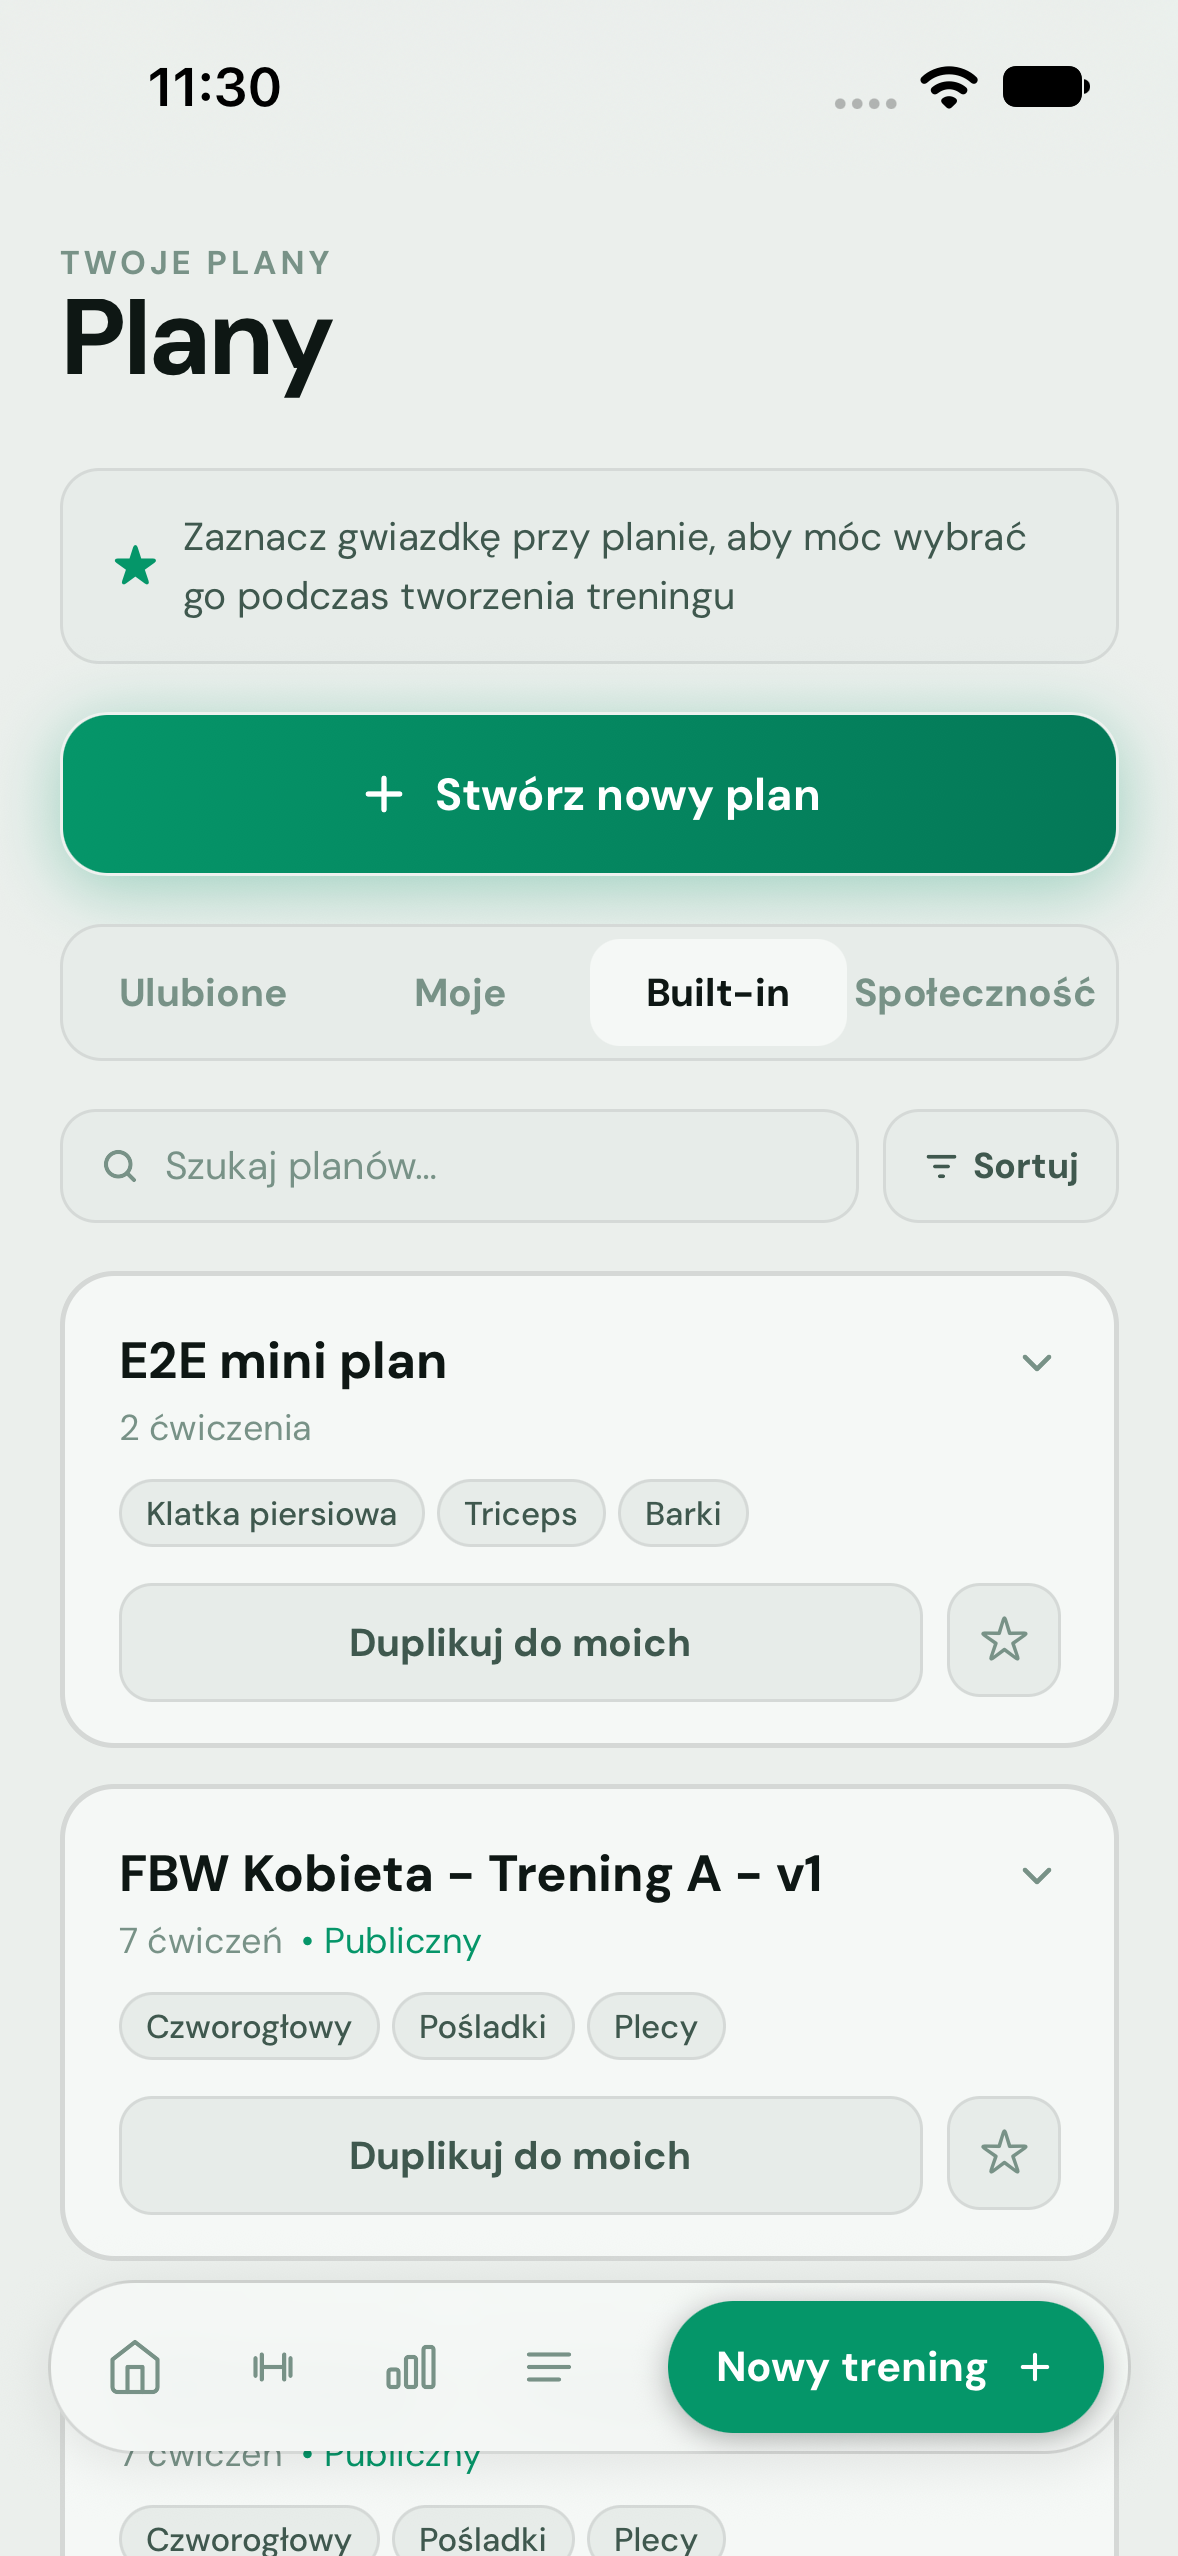 11:30
TWOJE PLANY
Plany
Zaznacz gwiazdkę przy planie, aby móc wybrać
go podczas tworzenia treningu
Stwórz nowy plan
Ulubione
Moje
Built-in
Społeczność
Szukaj planów...
Sortuj
E2E mini plan
2 ćwiczenia
Klatka piersiowa
Triceps
Barki
Duplikuj do moich
FBW Kobieta - Trening A - v1
7 ćwiczeń • Publiczny
Czworogłowy
Pośladki
Plecy
Duplikuj do moich
Nowy trening
7 ćwiczeń • Publiczny
Czworogłowy
Pośladki
Plecy